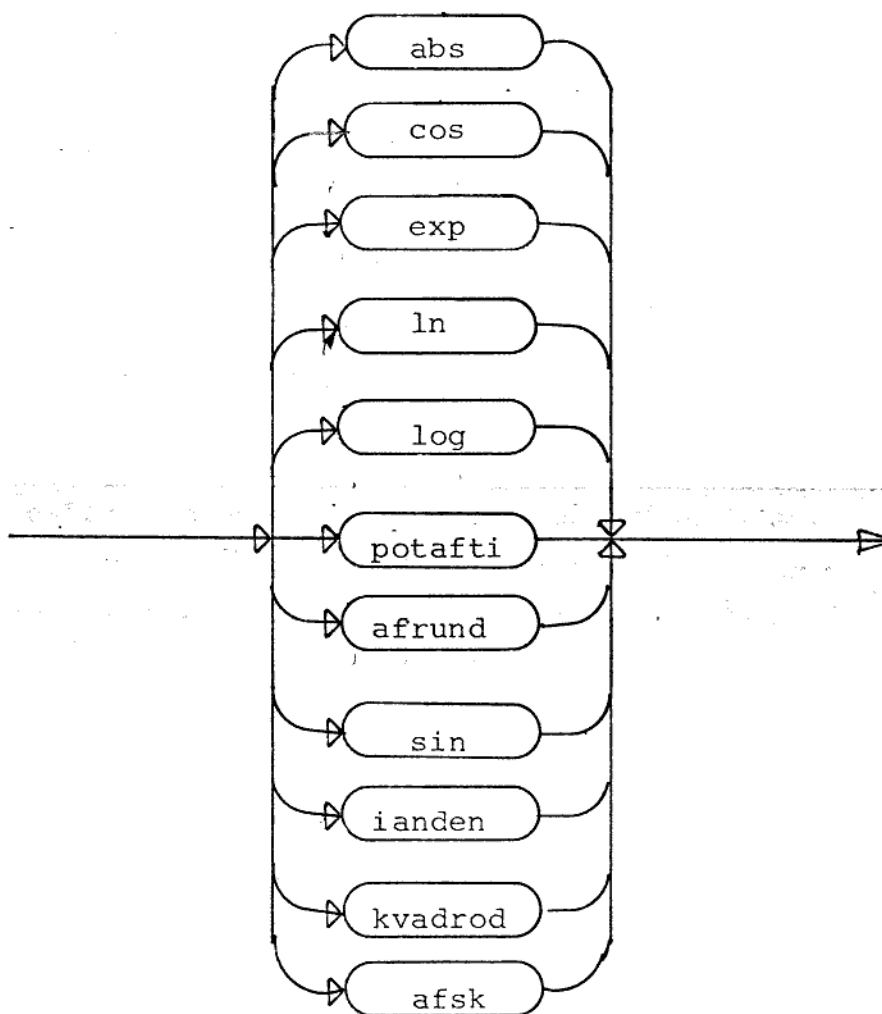 abs
cos
exp
ln
log
potafti
afrund
sin
ianden
kvadrod
afsk